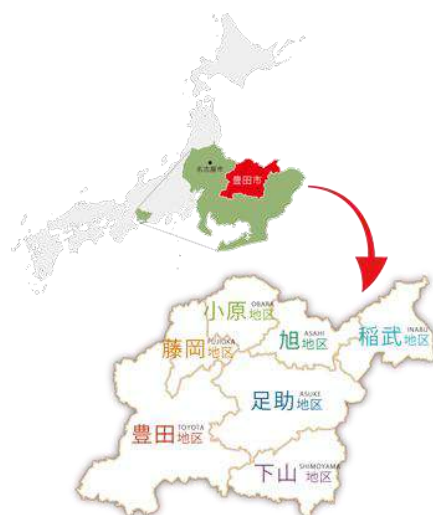 名古屋市
豊田市
小原 OBARA 地区
藤岡 FUJIOKA 地区
旭 ASAHI 地区
稲武 INABU 地区
足助 ASUKE 地区
豊田 TOYOTA 地区
下山 SHIMOYAMA 地区